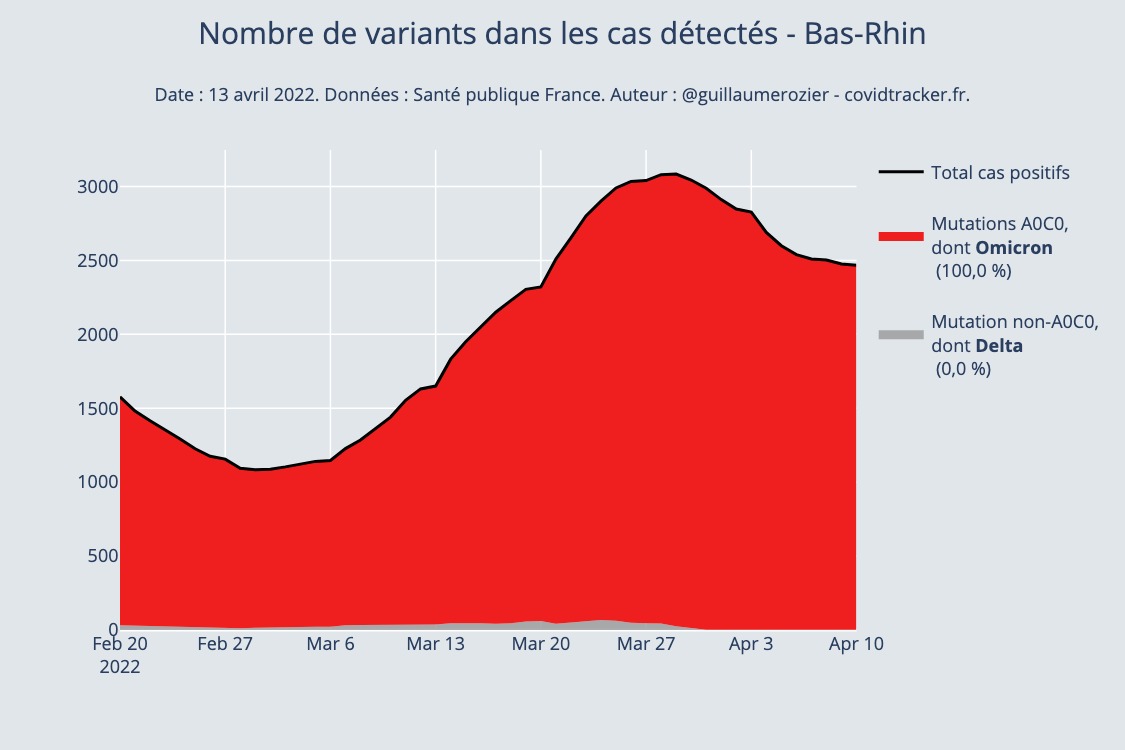 Nombre de variants dans les cas détectés - Bas-Rhin
Date : 13 avril 2022. Données : Santé publique France. Auteur : @guillaumerozier - covidtracker.fr.
Total cas positifs
Mutations A0C0,
dont Omicron
(100,0 %)
Mutation non-A0C0,
dont Delta
(0,0 %)
3000
2500
2000
1500
1000
500
0
Feb 20 Feb 27 Mar 6 Mar 13 Mar 20 Mar 27 Apr 3 Apr 10
2022